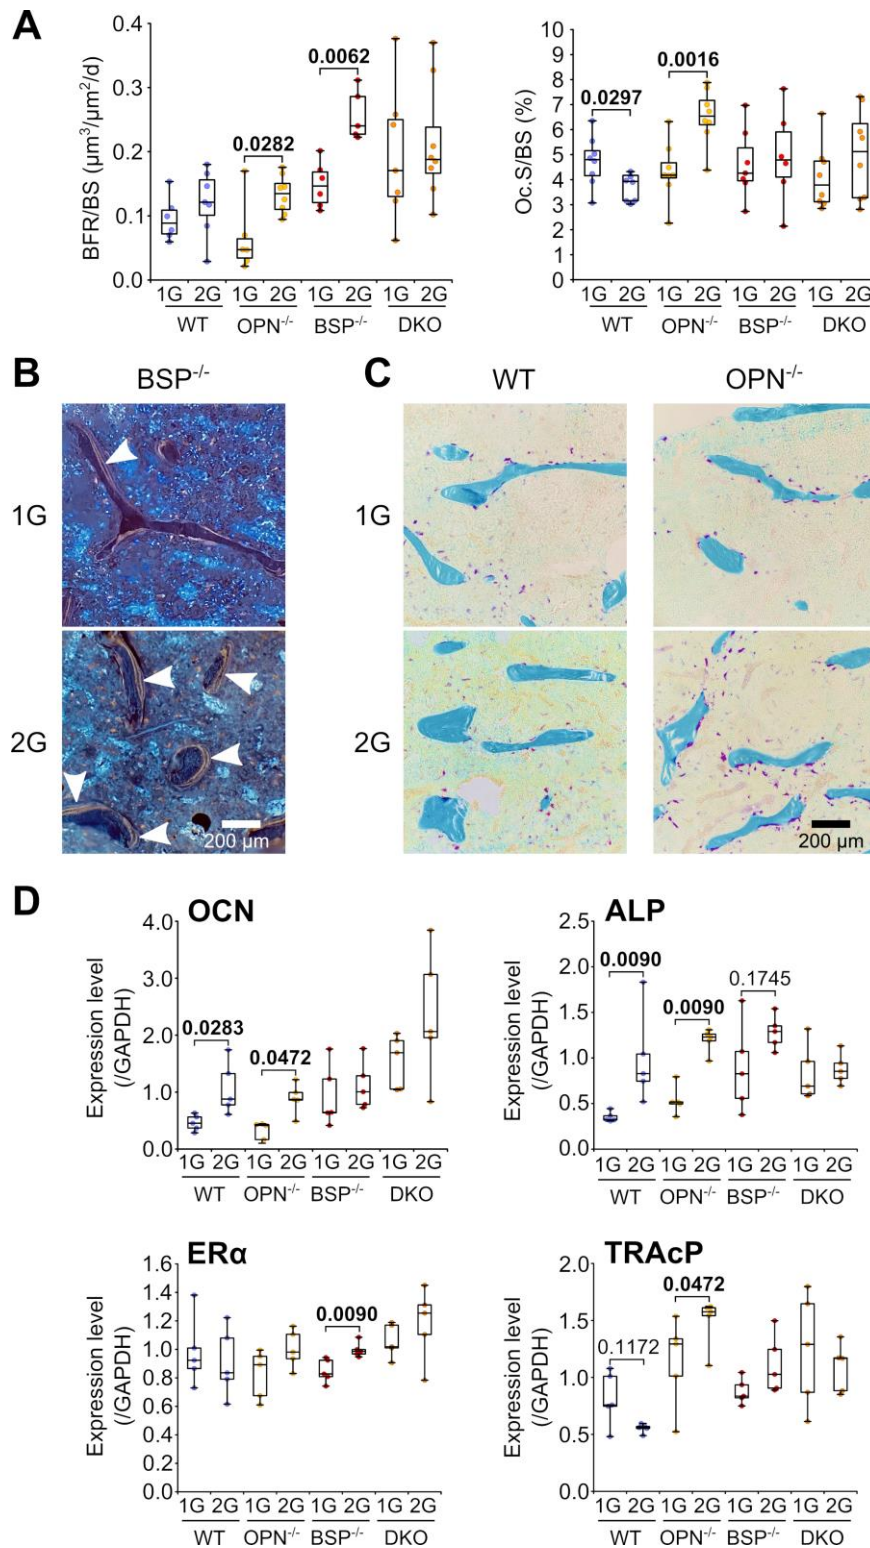 A
BFR/BS (µm³/µm²/d)
0.4
0.3
0.2
0.1
0.0
0.0282
0.0062
1G 2G 1G 2G 1G 2G 1G 2G
WT OPN⁻/⁻ BSP⁻/⁻ DKO
Oc.S/BS (%)
10
9
8
7
6
5
4
3
2
1
0
0.0297
0.0016
1G 2G 1G 2G 1G 2G 1G 2G
WT OPN⁻/⁻ BSP⁻/⁻ DKO
B
BSP⁻/⁻
1G
2G
200 µm
C
WT OPN⁻/⁻
1G
2G
200 µm
D
OCN
Expression level
(/GAPDH)
4.0
3.0
2.0
1.0
0.0
0.0283
0.0472
1G 2G 1G 2G 1G 2G 1G 2G
WT OPN⁻/⁻ BSP⁻/⁻ DKO
ALP
Expression level
(/GAPDH)
2.5
2.0
1.5
1.0
0.5
0.0
0.0090
0.0090
0.1745
1G 2G 1G 2G 1G 2G 1G 2G
WT OPN⁻/⁻ BSP⁻/⁻ DKO
ERα
Expression level
(/GAPDH)
1.6
1.4
1.2
1.0
0.8
0.6
0.4
0.2
0.0
0.0090
1G 2G 1G 2G 1G 2G 1G 2G
WT OPN⁻/⁻ BSP⁻/⁻ DKO
TRAcP
Expression level
(/GAPDH)
2.0
1.5
1.0
0.5
0.0
0.1172
0.0472
1G 2G 1G 2G 1G 2G 1G 2G
WT OPN⁻/⁻ BSP⁻/⁻ DKO